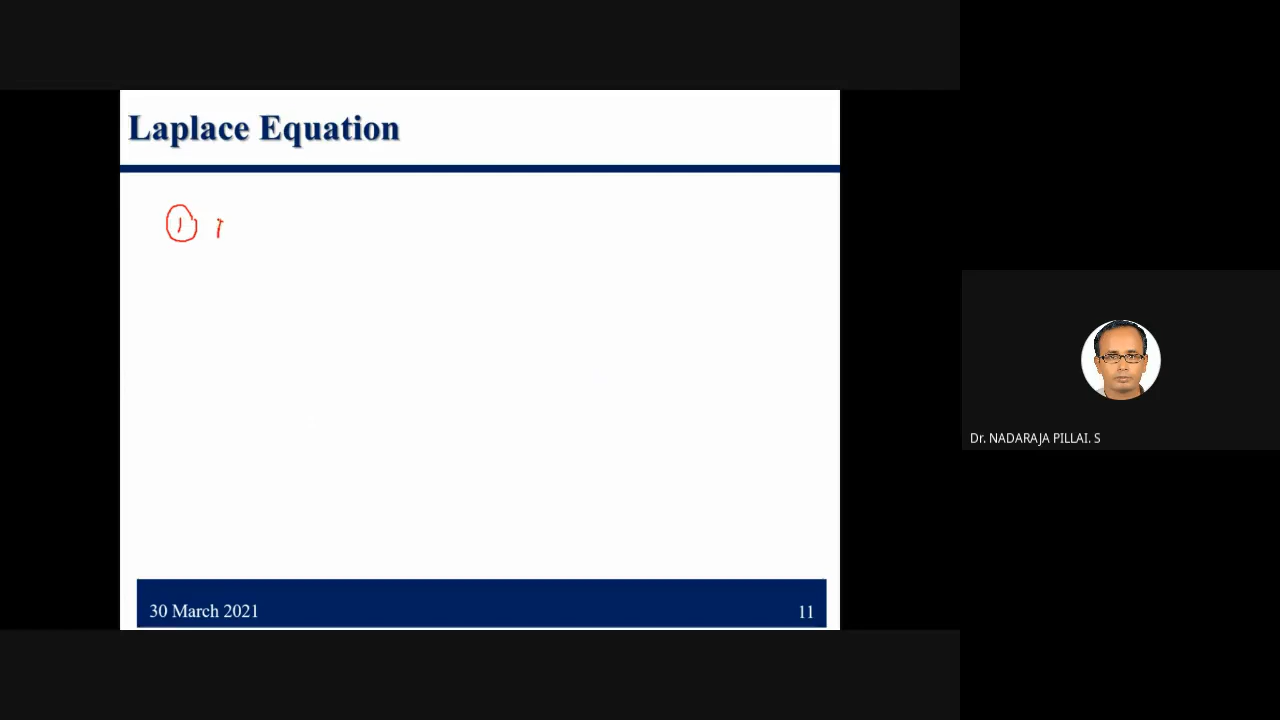 Laplace Equation
①
30 March 2021
11
Dr. NADARAJA PILLAI. S